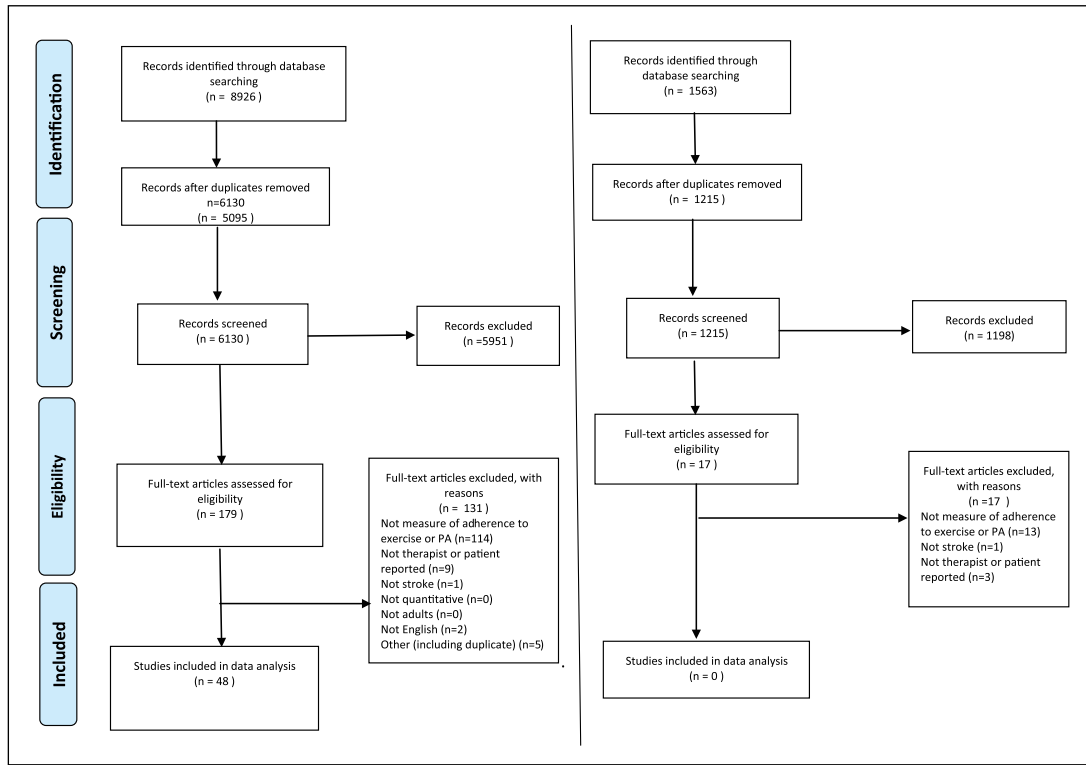 Identification
Screening
Eligibility
Included
Records identified through database
searching
(n = 8926 )
Records after duplicates removed
n=6130
(n = 5095 )
Records screened
(n = 6130 )
Records excluded
(n =5951 )
Full-text articles assessed for
eligibility
(n = 179 )
Full-text articles excluded, with
reasons
(n = 131 )
Not measure of adherence to
exercise or PA (n=114)
Not therapist or patient
reported (n=9)
Not stroke (n=1)
Not quantitative (n=0)
Not adults (n=0)
Not English (n=2)
Other (including duplicate) (n=5)
.
Studies included in data analysis
(n = 48 )
Records identified through
database searching
(n = 1563)
Records after duplicates removed
(n = 1215 )
Records screened
(n = 1215)
Records excluded
(n = 1198)
Full-text articles assessed for
eligibility
(n = 17 )
Full-text articles excluded,
with reasons
(n =17 )
Not measure of adherence
to exercise or PA (n=13)
Not stroke (n=1)
Not therapist or patient
reported (n=3)
Studies included in data analysis
(n = 0 )